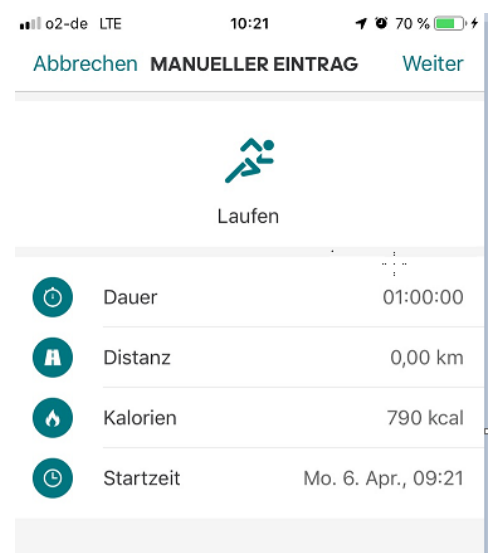 o2-de LTE 10:21 70 %
Abbrechen MANUELLER EINTRAG Weiter
Laufen
Dauer 01:00:00
Distanz 0,00 km
Kalorien 790 kcal
Startzeit Mo. 6. Apr., 09:21